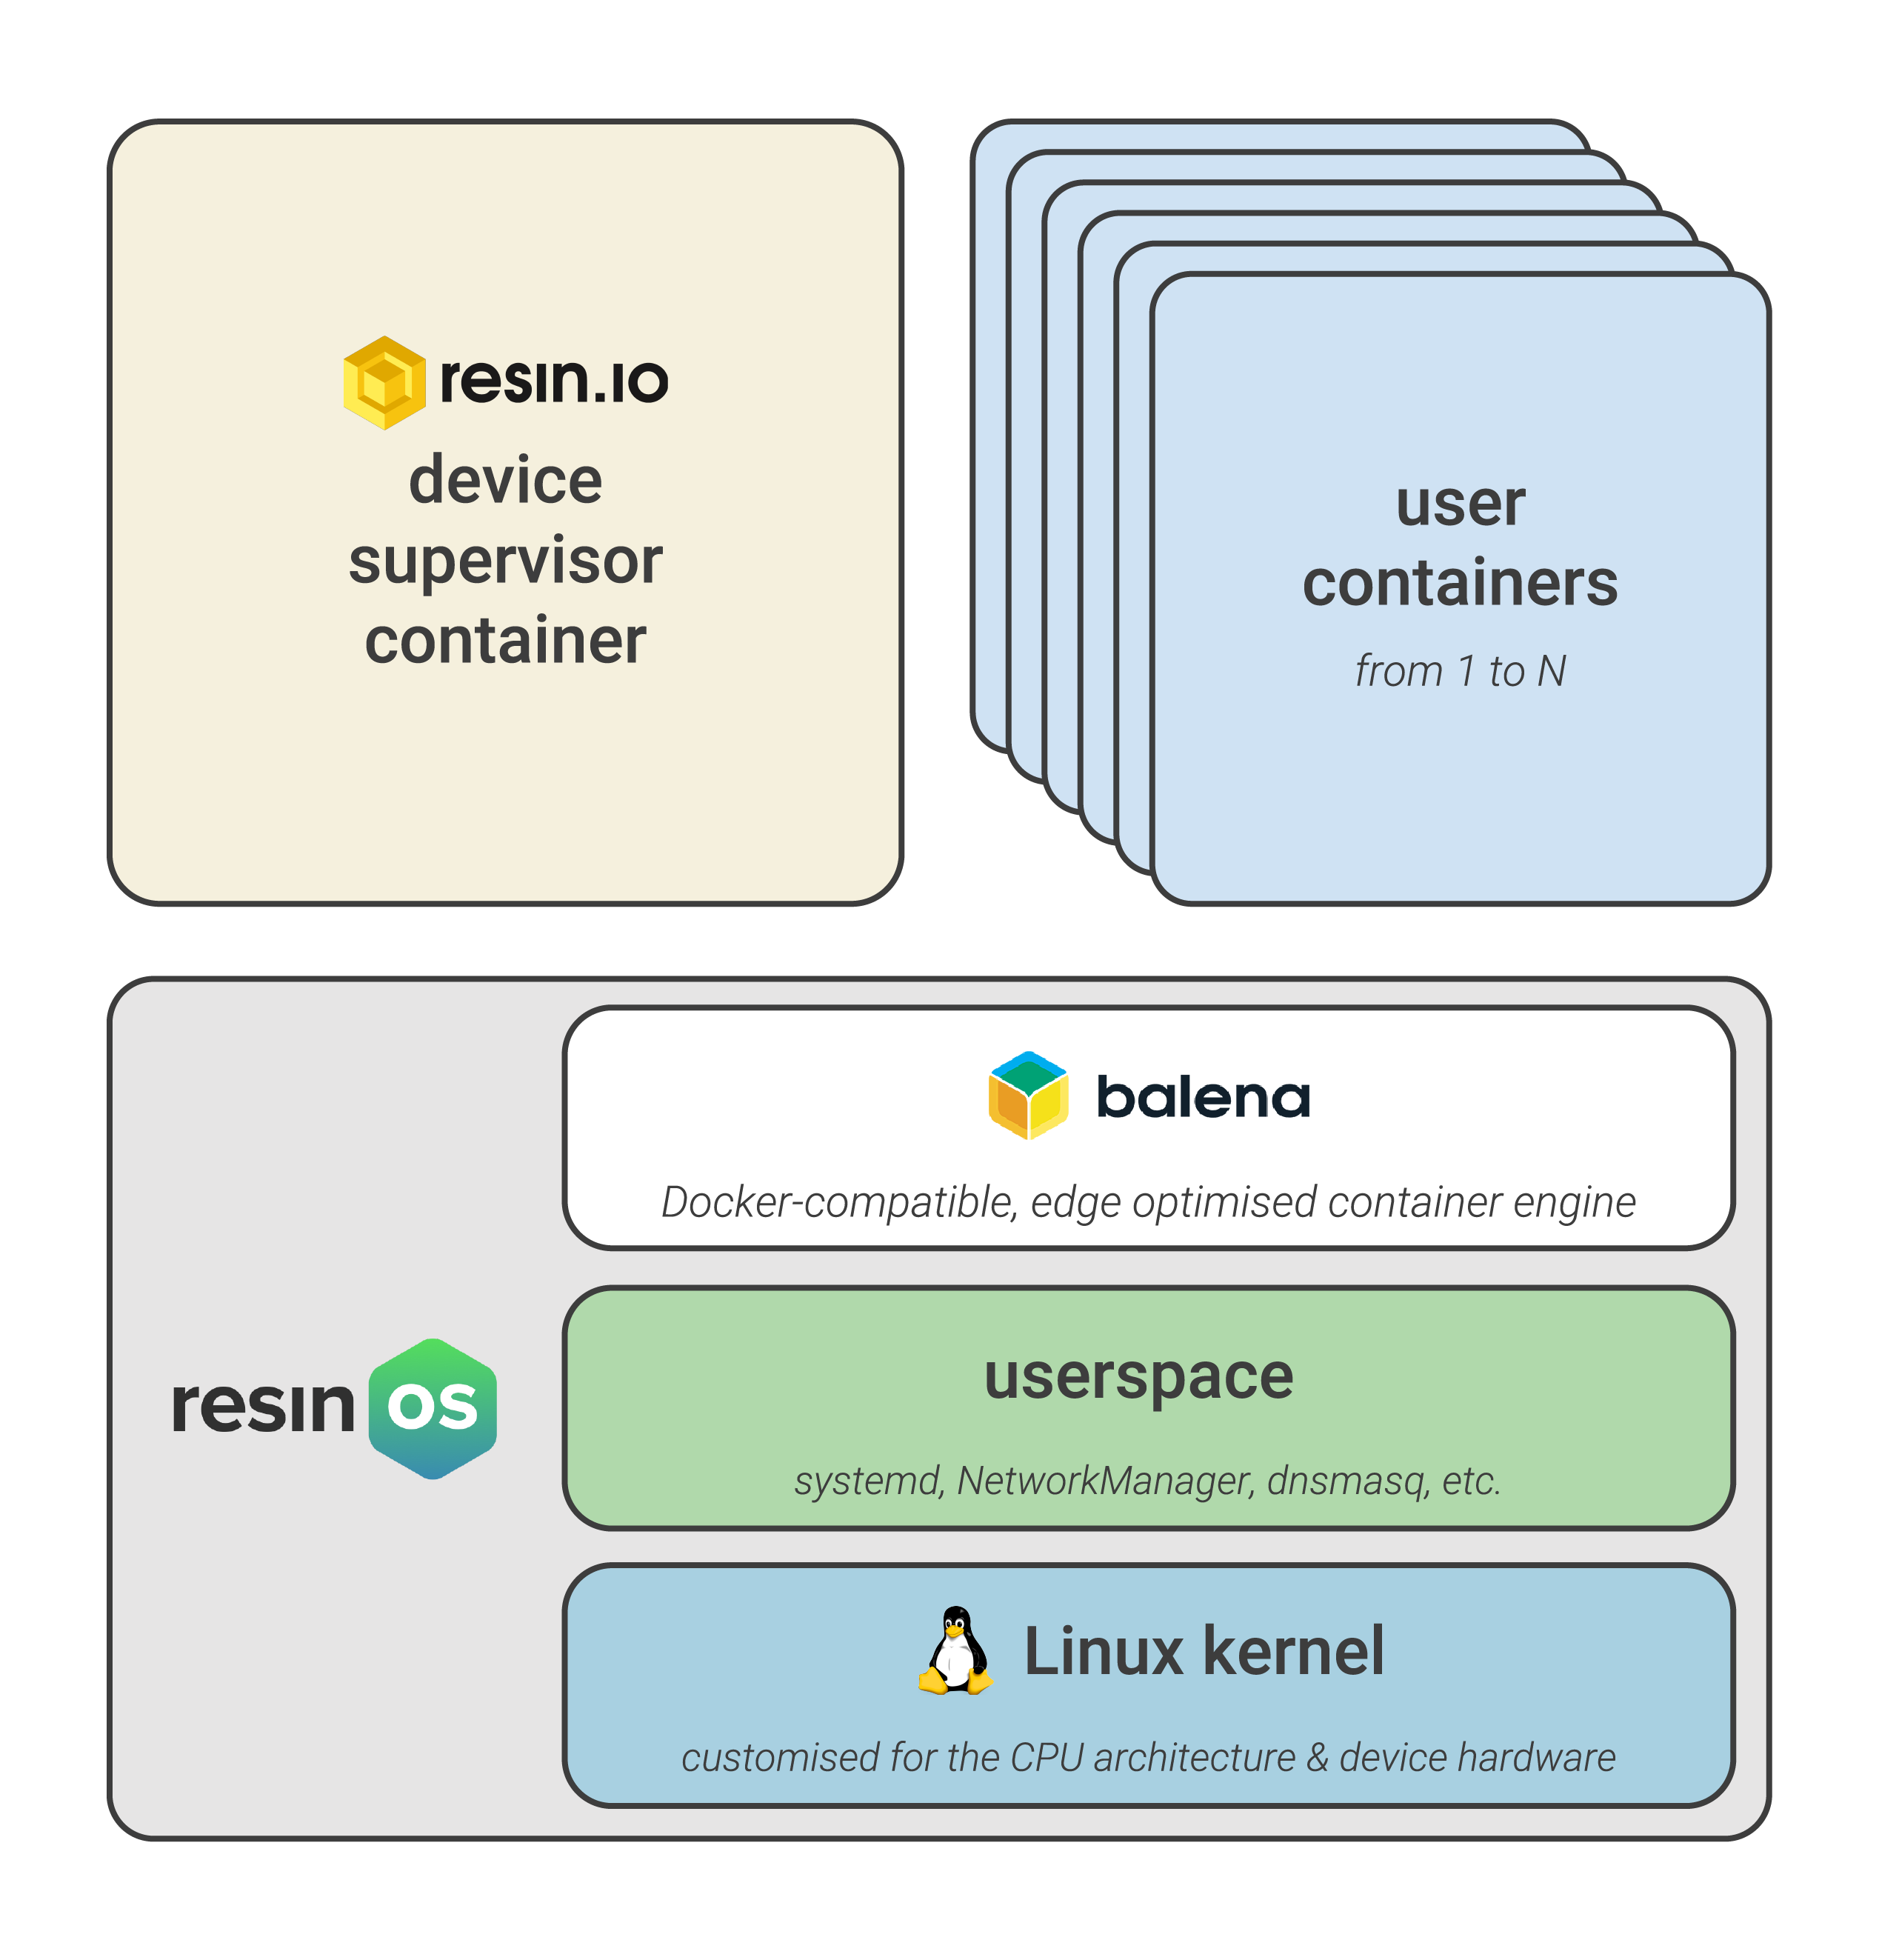 resin.io
device
supervisor
container
user
containers
from 1 to N
balena
Docker-compatible, edge optimised container engine
resin OS
userspace
systemd, NetworkManager, dnsmasq, etc.
Linux kernel
customised for the CPU architecture & device hardware